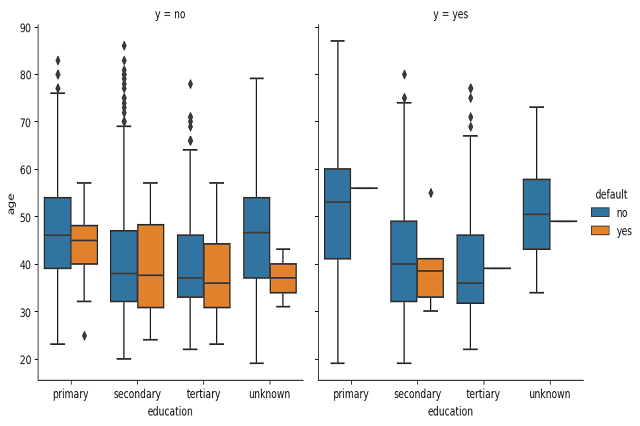 y = no
y = yes
90
80
70
60
50
40
30
20
age
primary
secondary
tertiary
unknown
education
primary
secondary
tertiary
unknown
education
default
no
yes